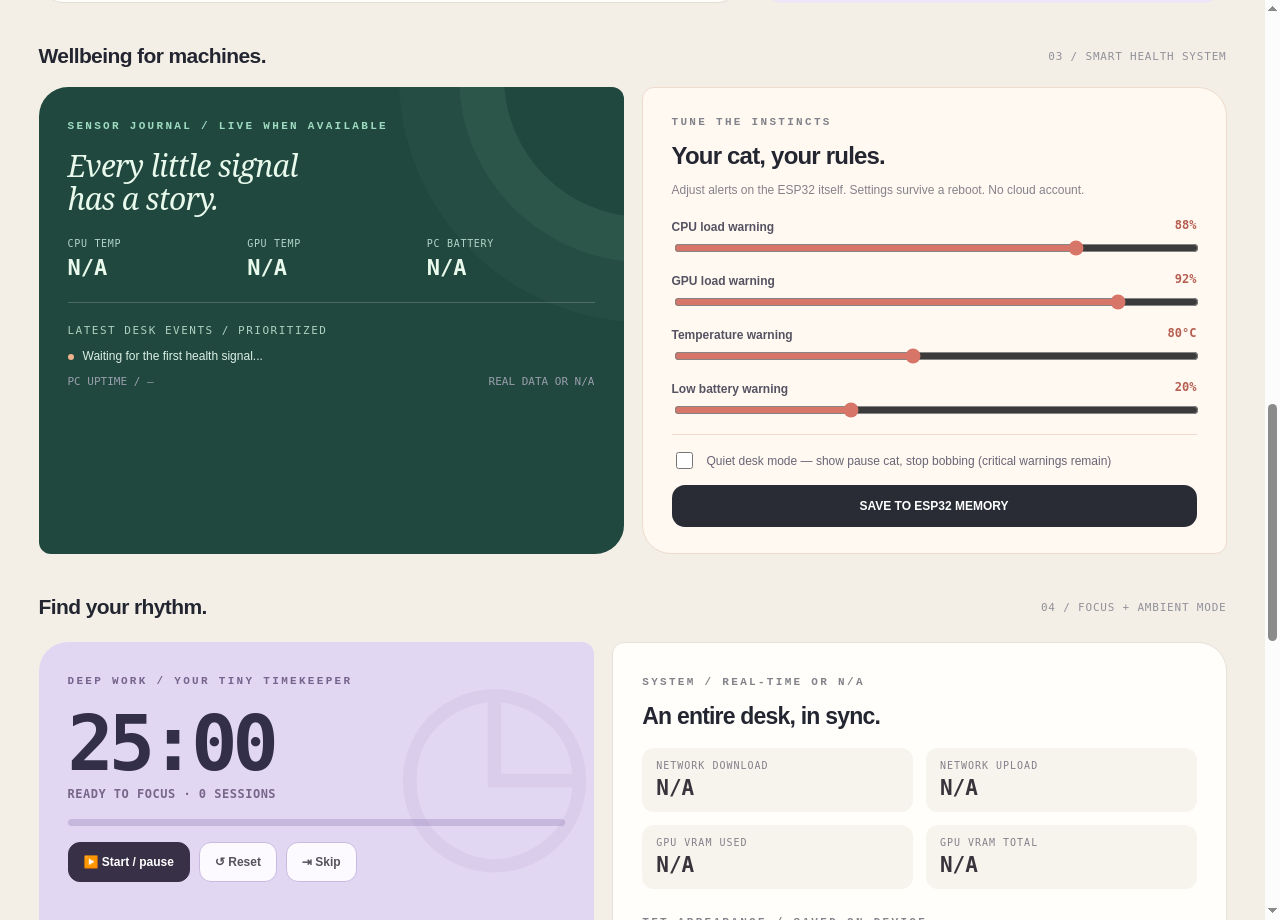 Wellbeing for machines.
03 / SMART HEALTH SYSTEM
SENSOR JOURNAL / LIVE WHEN AVAILABLE
Every little signal
has a story.
CPU TEMP
GPU TEMP
PC BATTERY
N/A
N/A
N/A
LATEST DESK EVENTS / PRIORITIZED
Waiting for the first health signal...
PC UPTIME / —
REAL DATA OR N/A
TUNE THE INSTINCTS
Your cat, your rules.
Adjust alerts on the ESP32 itself. Settings survive a reboot. No cloud account.
CPU load warning
88%
GPU load warning
92%
Temperature warning
80°C
Low battery warning
20%
Quiet desk mode — show pause cat, stop bobbing (critical warnings remain)
SAVE TO ESP32 MEMORY
Find your rhythm.
04 / FOCUS + AMBIENT MODE
DEEP WORK / YOUR TINY TIMEKEEPER
25:00
READY TO FOCUS · 0 SESSIONS
▶️ Start / pause
↺ Reset
⇥ Skip
SYSTEM / REAL-TIME OR N/A
An entire desk, in sync.
NETWORK DOWNLOAD
N/A
NETWORK UPLOAD
N/A
GPU VRAM USED
N/A
GPU VRAM TOTAL
N/A